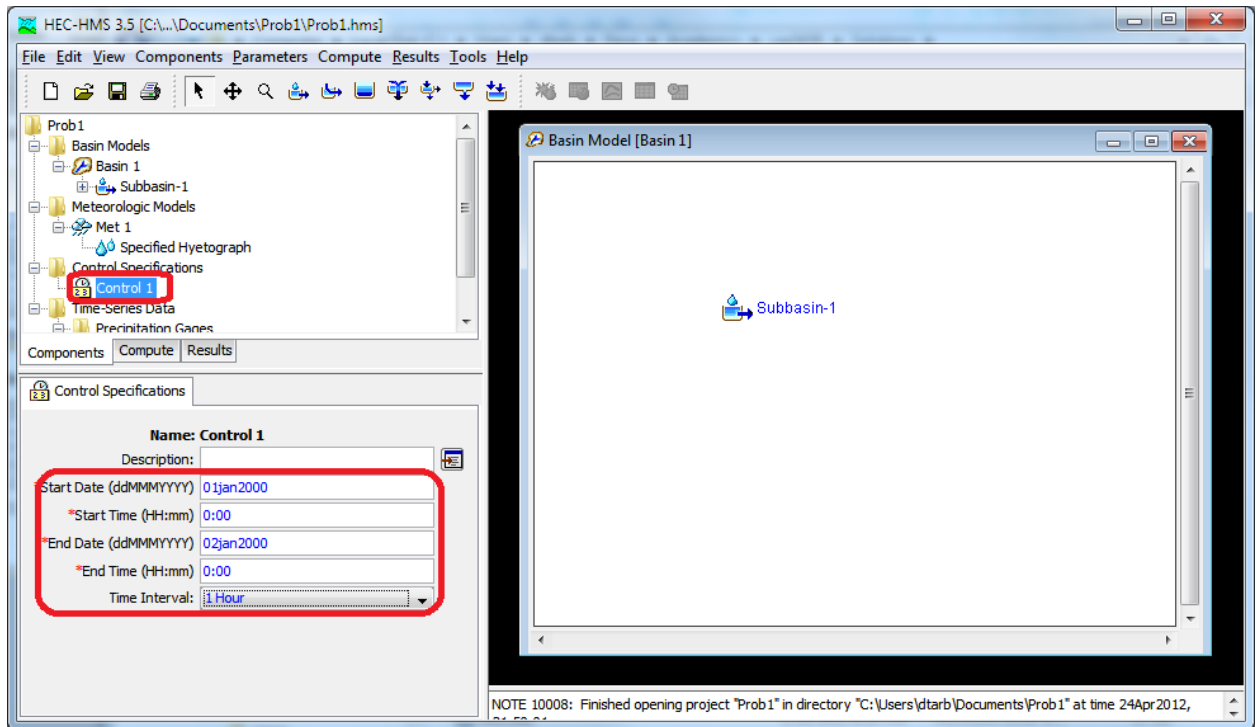 HEC-HMS 3.5 [C:\...\Documents\Prob1\Prob1.hms]
File Edit View Components Parameters Compute Results Tools Help
Prob1
Basin Models
Basin 1
Subbasin-1
Meteorologic Models
Met 1
Specified Hyetograph
Control Specifications
Control 1
Time-Series Data
Precipitation Gages
Components Compute Results
Control Specifications
Name: Control 1
Description:
*Start Date (ddMMMYYYY) 01jan2000
*Start Time (HH:mm) 0:00
*End Date (ddMMMYYYY) 02jan2000
*End Time (HH:mm) 0:00
Time Interval: 1 Hour
Basin Model [Basin 1]
Subbasin-1
NOTE 10008: Finished opening project "Prob1" in directory "C:\Users\dtarb\Documents\Prob1" at time 24Apr2012,